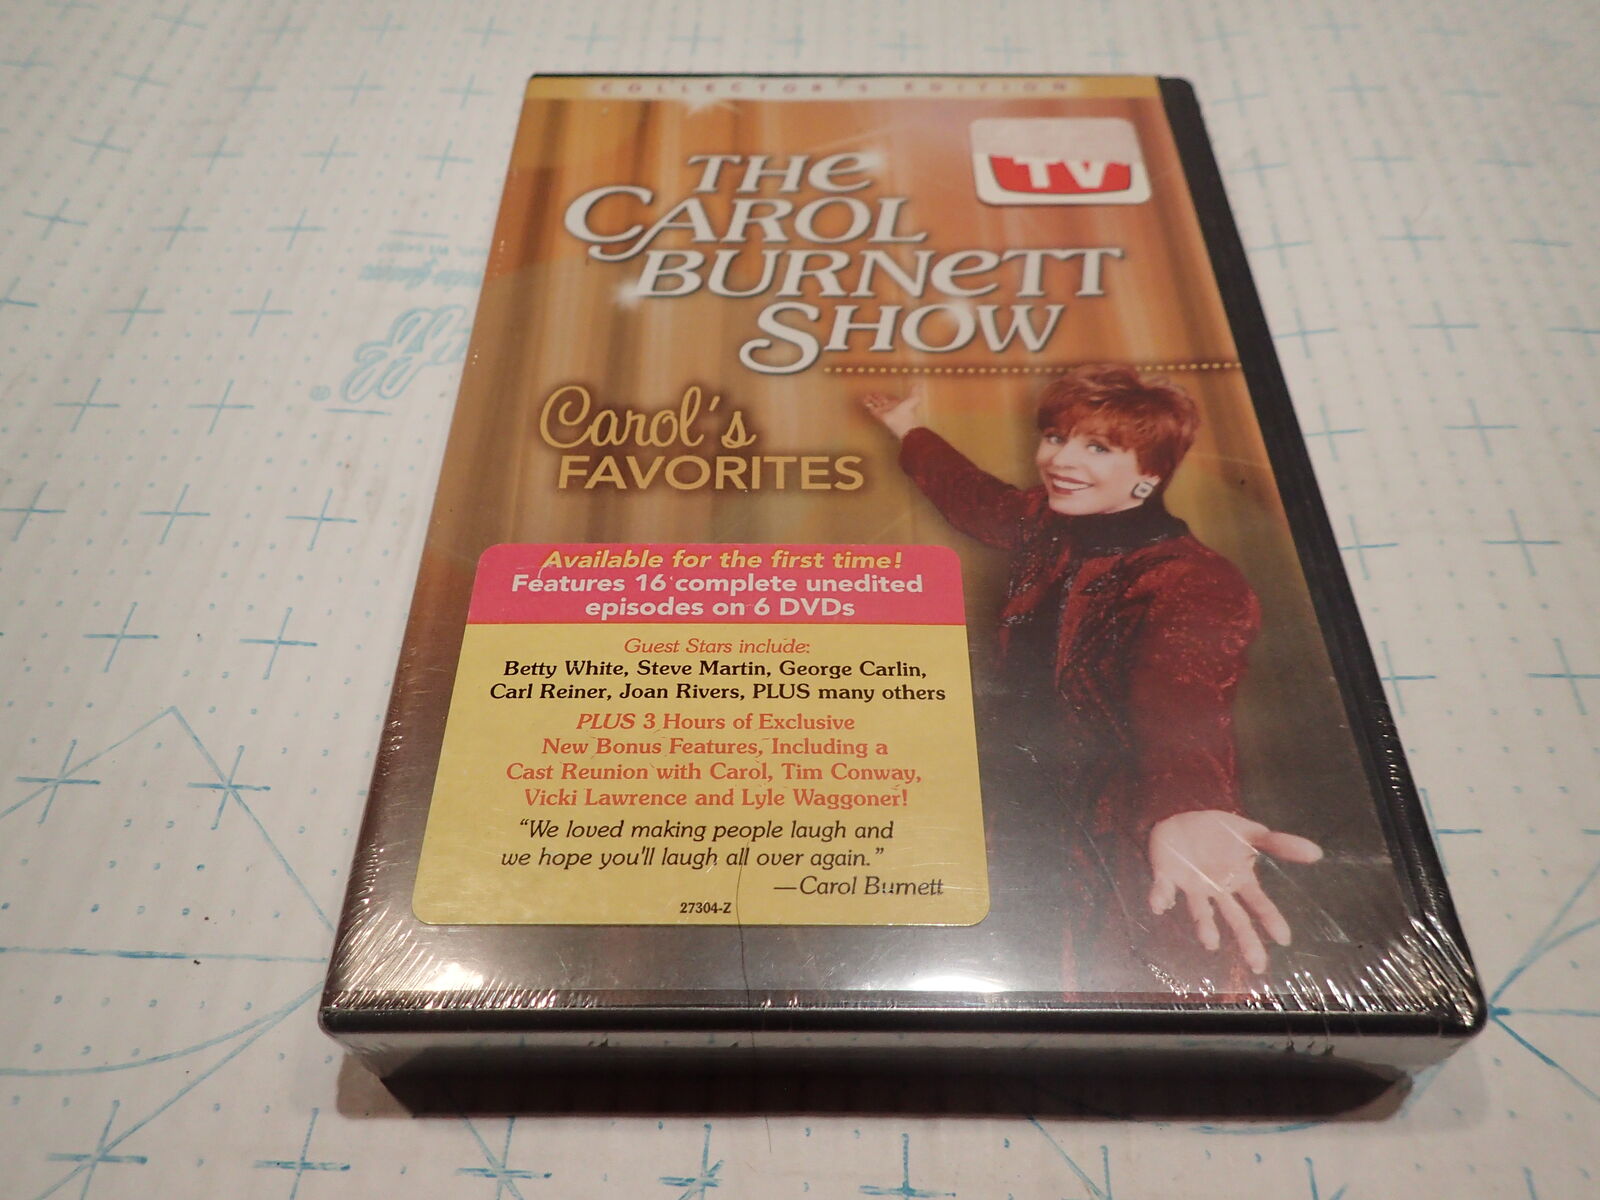 COLLECTOR'S EDITION
TV
THE
CAROL
BURNETT
SHOW
Carol's
FAVORITES
Available for the first time!
Features 16 complete unedited
episodes on 6 DVDs
Guest Stars include:
Betty White, Steve Martin, George Carlin,
Carl Reiner, Joan Rivers, PLUS many others
PLUS 3 Hours of Exclusive
New Bonus Features, Including a
Cast Reunion with Carol, Tim Conway,
Vicki Lawrence and Lyle Waggoner!
“We loved making people laugh and
we hope you'll laugh all over again.”
—Carol Burnett
27304-Z